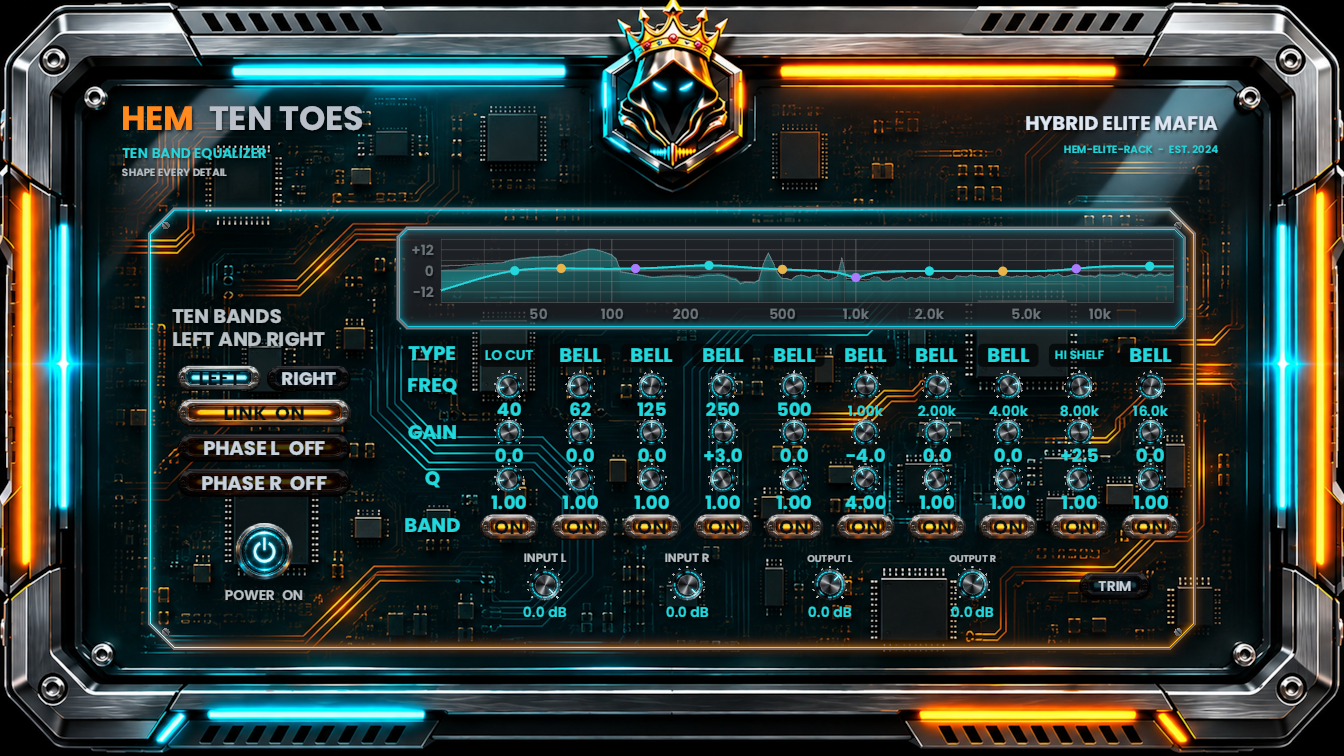 HEM TEN TOES
TEN BAND EQUALIZER
SHAPE EVERY DETAIL
HYBRID ELITE MAFIA
HEM-ELITE-RACK - EST. 2024
+12
0
-12
50 100 200 500 1.0k 2.0k 5.0k 10k
TEN BANDS
LEFT AND RIGHT
LEFT RIGHT
LINK ON
PHASE L OFF
PHASE R OFF
POWER ON
TYPE LO CUT BELL BELL BELL BELL BELL BELL BELL HI SHELF BELL
FREQ
40 62 125 250 500 1.00k 2.00k 4.00k 8.00k 16.0k
GAIN
0.0 0.0 0.0 +3.0 0.0 -4.0 0.0 0.0 +2.5 0.0
Q
1.00 1.00 1.00 1.00 1.00 4.00 1.00 1.00 1.00 1.00
BAND ON ON ON ON ON ON ON ON ON ON
INPUT L INPUT R OUTPUT L OUTPUT R
TRIM
0.0 dB 0.0 dB 0.0 dB 0.0 dB